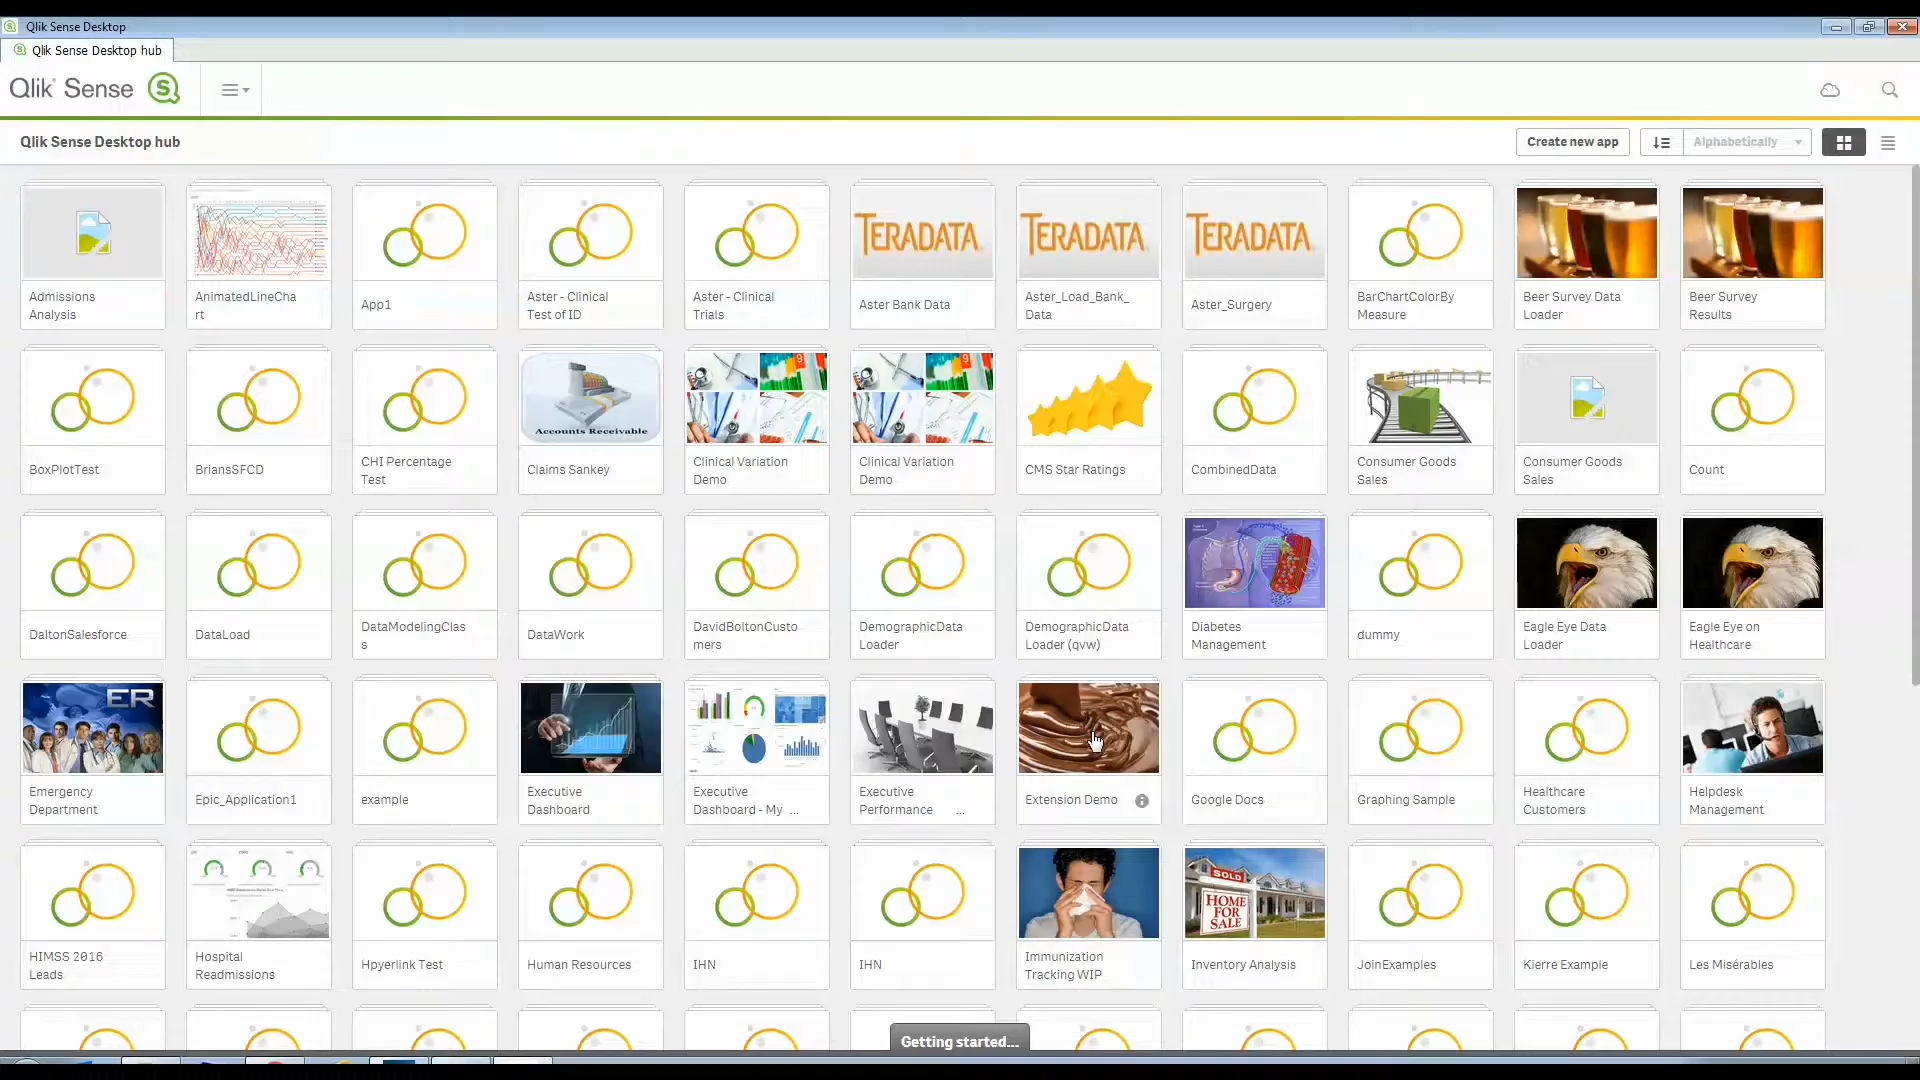 Qlik Sense Desktop
Qlik Sense Desktop hub
Qlik Sense
Qlik Sense Desktop hub
Create new app
Alphabetically
TERADATA
TERADATA
TERADATA
Admissions
Analysis
AnimatedLineCha
rt
App1
Aster - Clinical
Test of ID
Aster - Clinical
Trials
Aster Bank Data
Aster_Load_Bank_
Data
Aster_Surgery
BarChartColorBy
Measure
Beer Survey Data
Loader
Beer Survey
Results
Accounts Receivable
BoxPlotTest
BriansSFCD
CHI Percentage
Test
Claims Sankey
Clinical Variation
Demo
Clinical Variation
Demo
CMS Star Ratings
CombinedData
Consumer Goods
Sales
Consumer Goods
Sales
Count
DaltonSalesforce
DataLoad
DataModelingClas
s
DataWork
DavidBoltonCusto
mers
DemographicData
Loader
DemographicData
Loader (qvw)
Diabetes
Management
dummy
Eagle Eye Data
Loader
Eagle Eye on
Healthcare
ER
Emergency
Department
Epic_Application1
example
Executive
Dashboard
Executive
Dashboard - My ...
Executive
Performance ...
Extension Demo
Google Docs
Graphing Sample
Healthcare
Customers
Helpdesk
Management
SOLD
HOME
FOR
SALE
HIMSS 2016
Leads
Hospital
Readmissions
Hpyerlink Test
Human Resources
IHN
IHN
Immunization
Tracking WIP
Inventory Analysis
JoinExamples
Kierre Example
Les Misérables
Getting started...